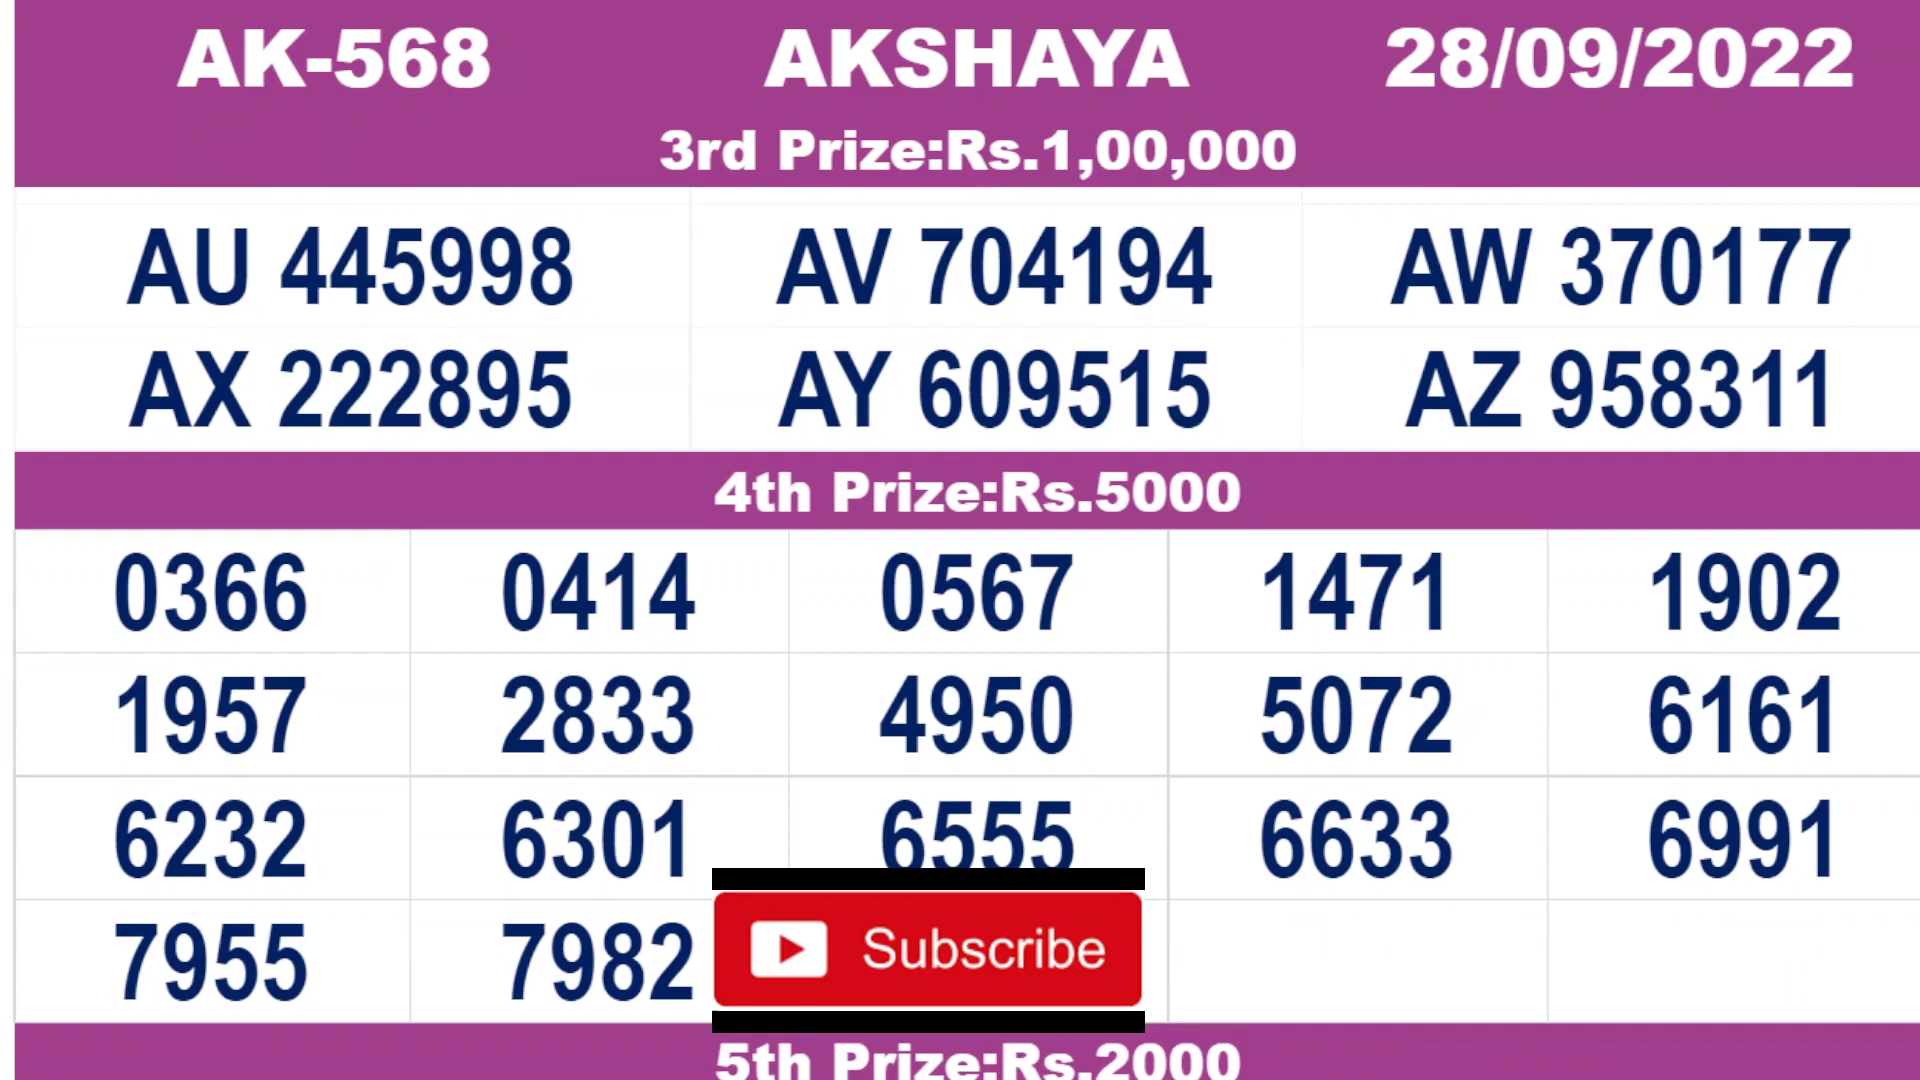 AK-568 AKSHAYA 28/09/2022
3rd Prize:Rs.1,00,000
AU 445998 AV 704194 AW 370177
AX 222895 AY 609515 AZ 958311
4th Prize:Rs.5000
0366 0414 0567 1471 1902
1957 2833 4950 5072 6161
6232 6301 6555 6633 6991
7955 7982 Subscribe
5th Prize:Rs.2000